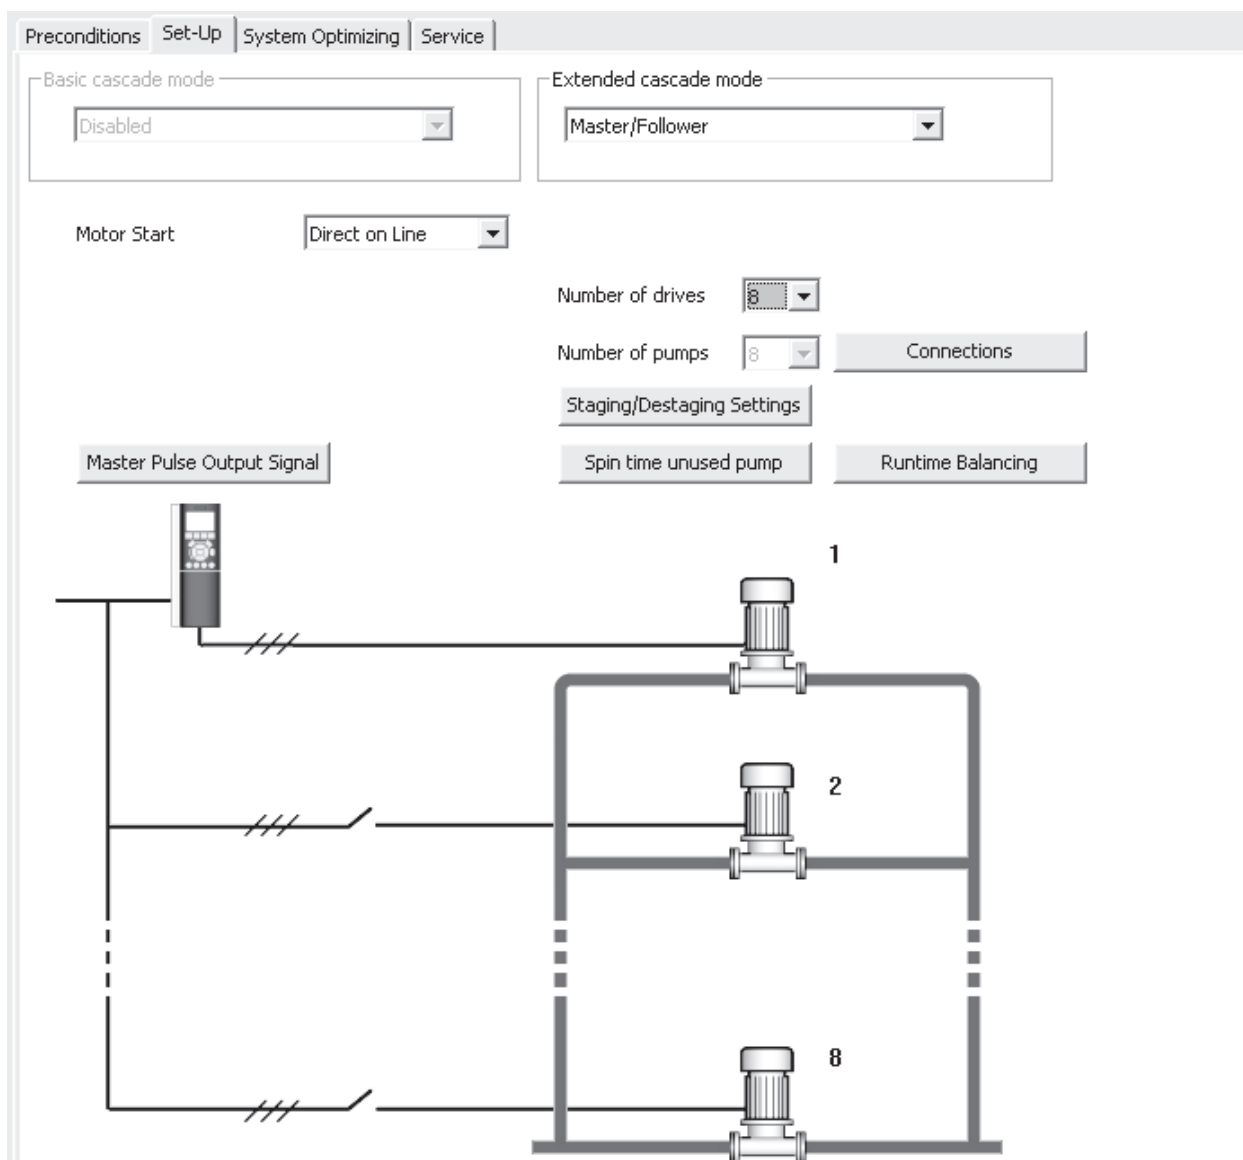 Preconditions Set-Up System Optimizing Service
Basic cascade mode Extended cascade mode
Disabled Master/Follower
Motor Start Direct on Line
Number of drives 8
Number of pumps 8 Connections
Staging/Destaging Settings
Master Pulse Output Signal Spin time unused pump Runtime Balancing
1
2
8